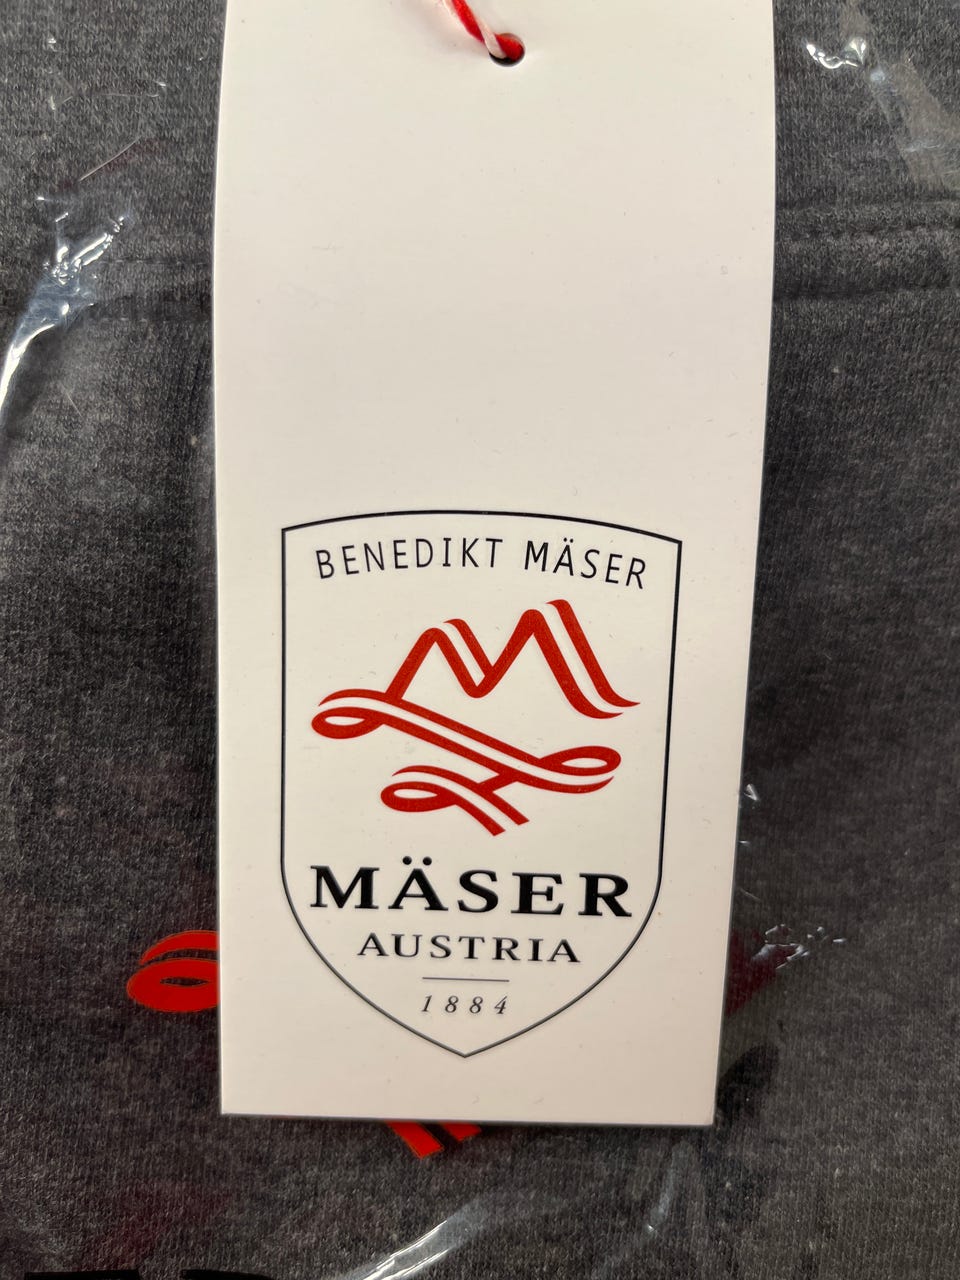 BENEDIKT MÄSER
MÄSER
AUSTRIA
1884